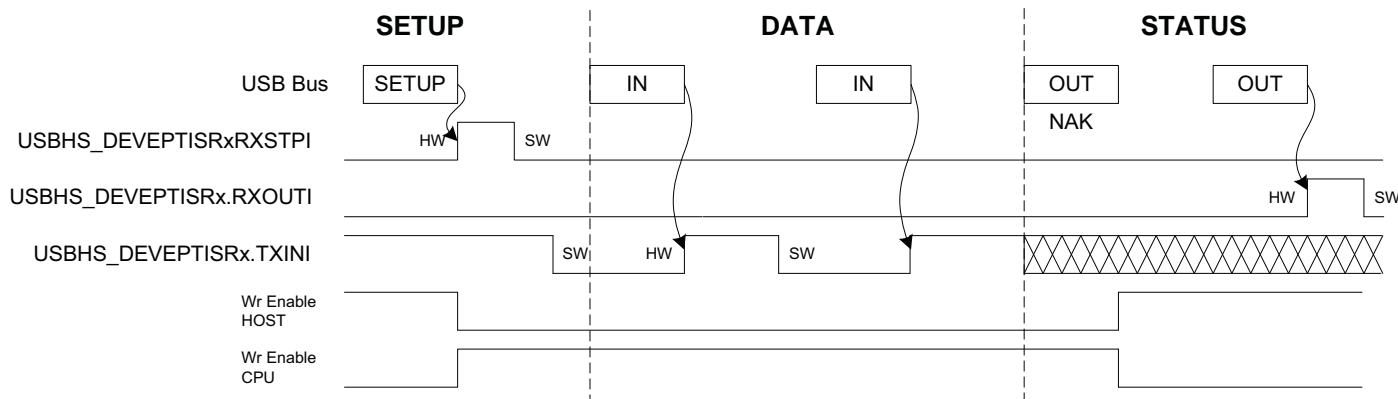 SETUP DATA STATUS
USB Bus SETUP IN IN OUT OUT
NAK
USBHS_DEVEPTISRxRXSTPI HW SW
USBHS_DEVEPTISRx.RXOUTI HW SW
USBHS_DEVEPTISRx.TXINI SW HW SW
Wr Enable
HOST
Wr Enable
CPU